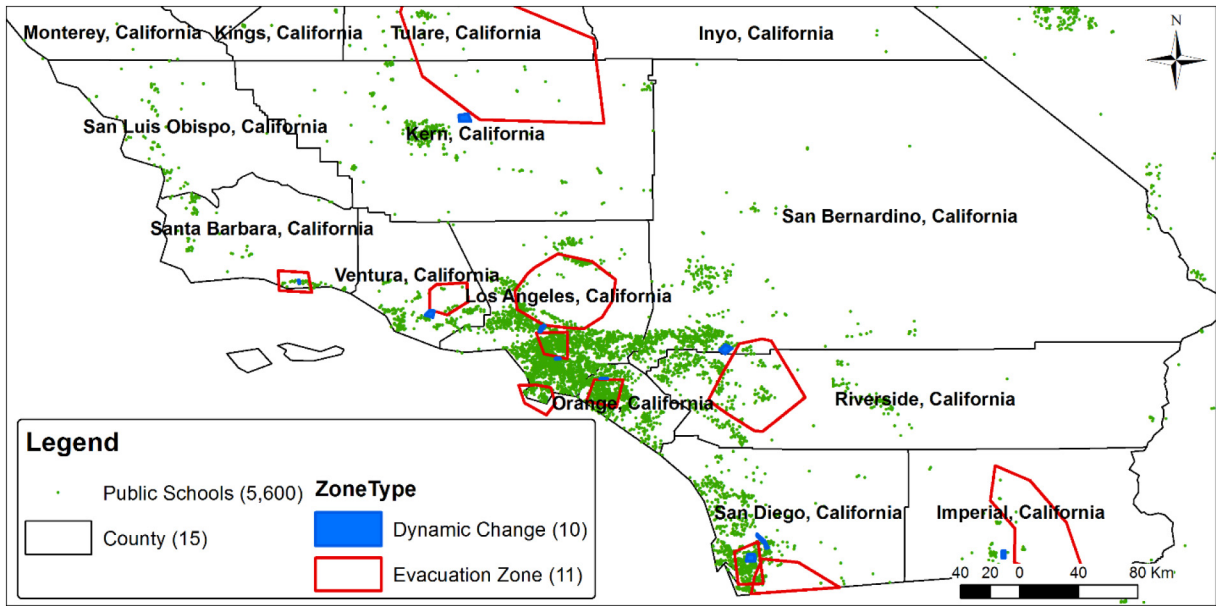 Monterey, California Kings, California Tulare, California Inyo, California
N
San Luis Obispo, California
Kern, California
San Bernardino, California
Santa Barbara, California
Ventura, California
Los Angeles, California
Orange, California
Riverside, California
San Diego, California
Imperial, California
Legend
Public Schools (5,600)
County (15)
ZoneType
Dynamic Change (10)
Evacuation Zone (11)
40 20 0 40 80 Km